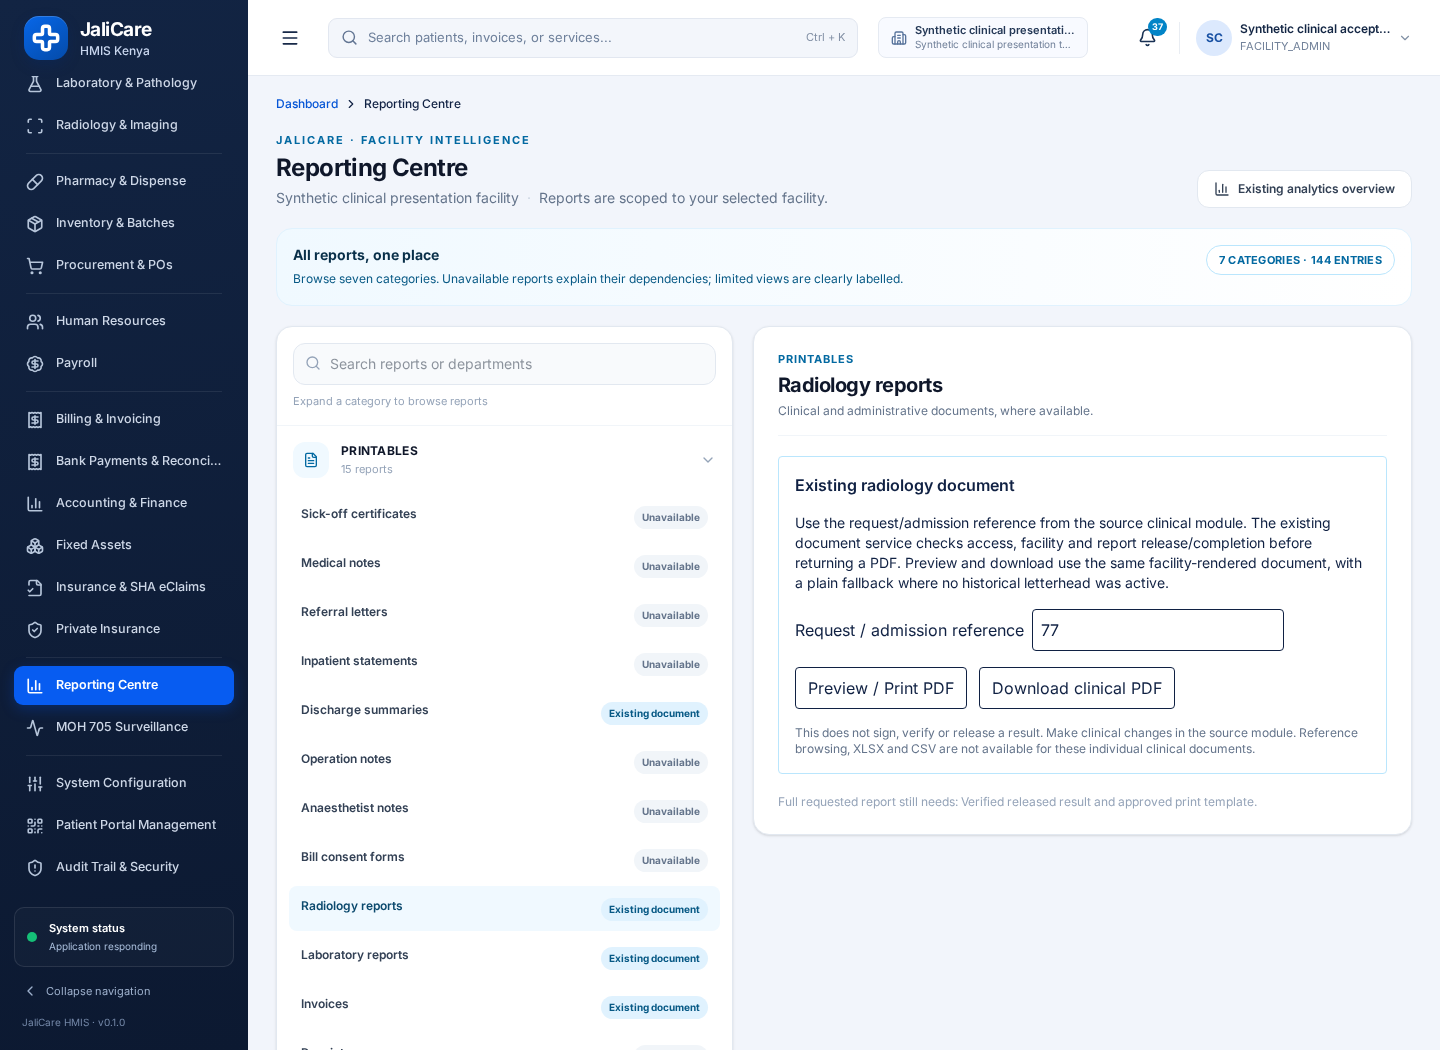 JaliCare
HMIS Kenya
Laboratory & Pathology
Radiology & Imaging
Pharmacy & Dispense
Inventory & Batches
Procurement & POs
Human Resources
Payroll
Billing & Invoicing
Bank Payments & Reconci...
Accounting & Finance
Fixed Assets
Insurance & SHA eClaims
Private Insurance
Reporting Centre
MOH 705 Surveillance
System Configuration
Patient Portal Management
Audit Trail & Security
System status
Application responding
Collapse navigation
JaliCare HMIS · v0.1.0
Search patients, invoices, or services...
Ctrl + K
Synthetic clinical presentati...
Synthetic clinical presentation t...
37
SC
Synthetic clinical accept...
FACILITY_ADMIN
Dashboard
Reporting Centre
JALICARE · FACILITY INTELLIGENCE
Reporting Centre
Synthetic clinical presentation facility · Reports are scoped to your selected facility.
Existing analytics overview
All reports, one place
Browse seven categories. Unavailable reports explain their dependencies; limited views are clearly labelled.
7 CATEGORIES · 144 ENTRIES
Search reports or departments
Expand a category to browse reports
PRINTABLES
15 reports
Sick-off certificates
Unavailable
Medical notes
Unavailable
Referral letters
Unavailable
Inpatient statements
Unavailable
Discharge summaries
Existing document
Operation notes
Unavailable
Anaesthetist notes
Unavailable
Bill consent forms
Unavailable
Radiology reports
Existing document
Laboratory reports
Existing document
Invoices
Existing document
PRINTABLES
Radiology reports
Clinical and administrative documents, where available.
Existing radiology document
Use the request/admission reference from the source clinical module. The existing
document service checks access, facility and report release/completion before
returning a PDF. Preview and download use the same facility-rendered document, with
a plain fallback where no historical letterhead was active.
Request / admission reference
77
Preview / Print PDF
Download clinical PDF
This does not sign, verify or release a result. Make clinical changes in the source module. Reference
browsing, XLSX and CSV are not available for these individual clinical documents.
Full requested report still needs: Verified released result and approved print template.